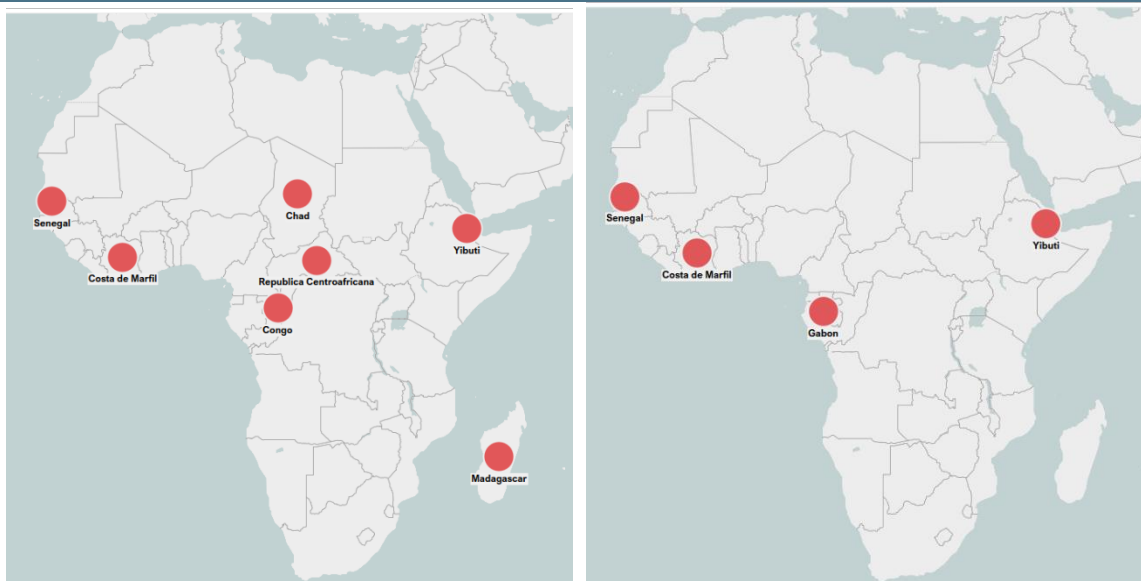 Chad
Senegal
Yibuti
Costa de Marfil
Republica Centroafricana
Congo
Madagascar
Senegal
Yibuti
Costa de Marfil
Gabon